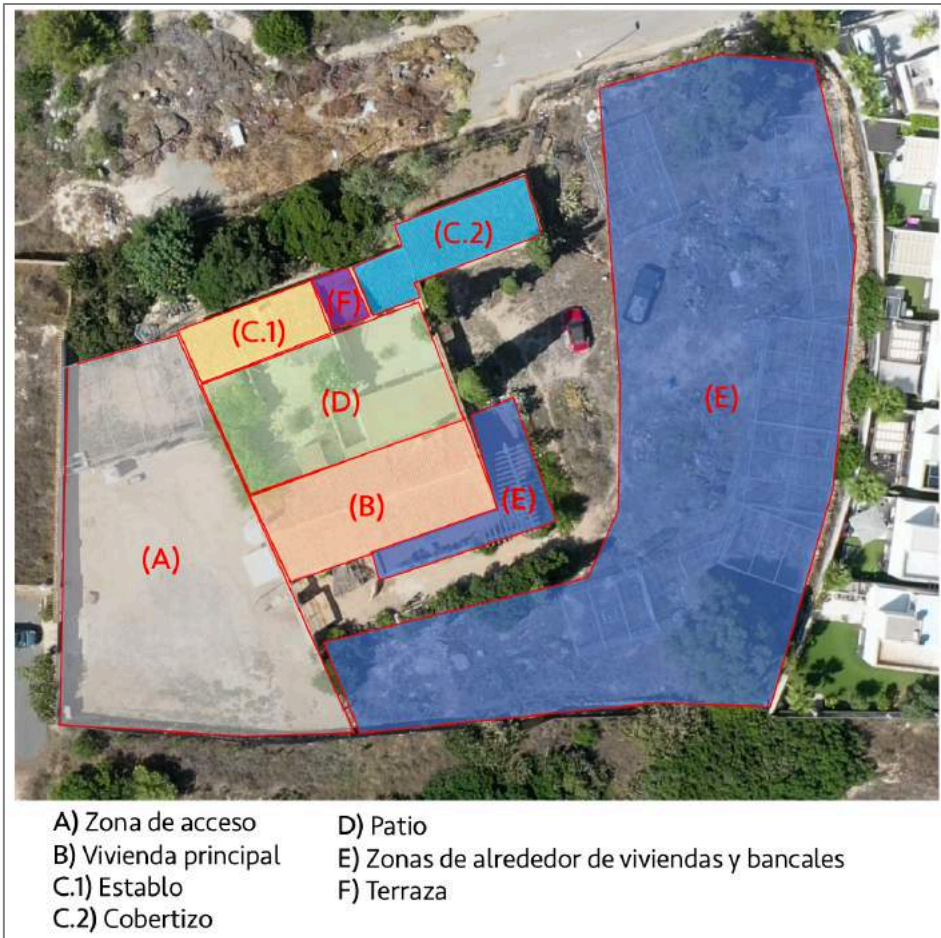 (C.2)
(F)
(C.1)
(D)
(E)
(B)
(E)
(A)
A) Zona de acceso
B) Vivienda principal
C.1) Establo
C.2) Cobertizo
D) Patio
E) Zonas de alrededor de viviendas y bancales
F) Terraza